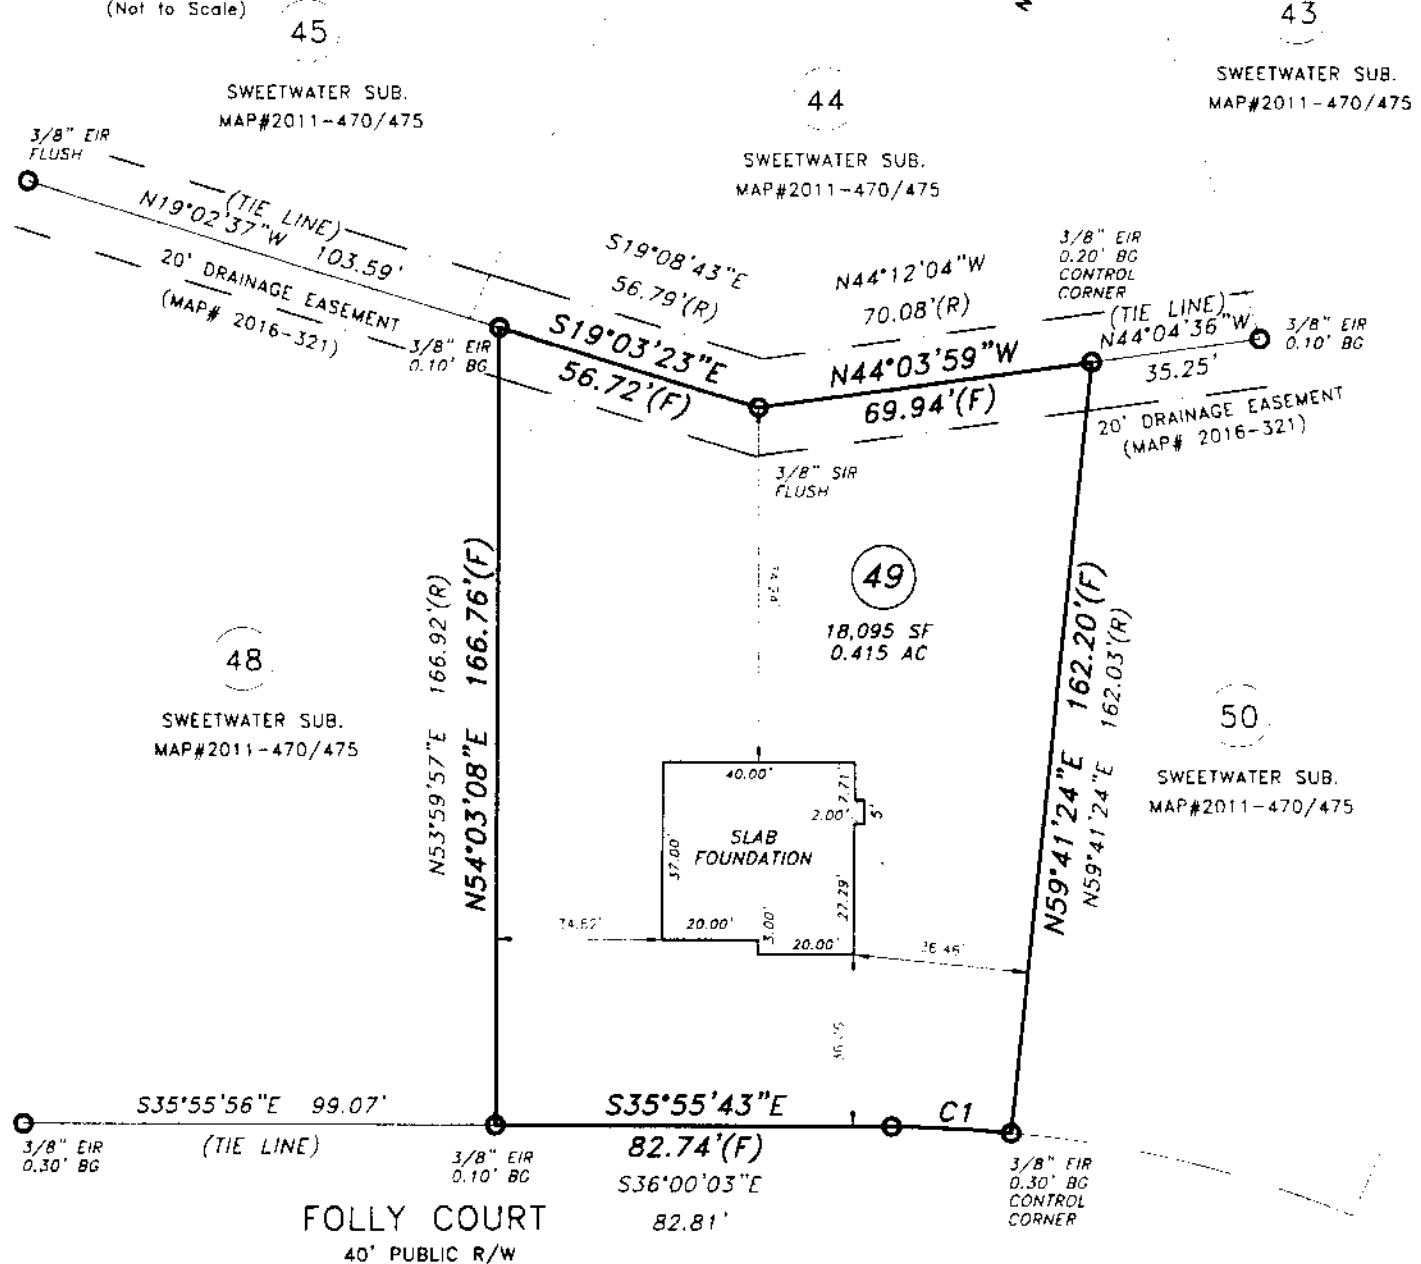 (Not to Scale)
45
SWEETWATER SUB.
MAP#2011-470/475
44
SWEETWATER SUB.
MAP#2011-470/475
43
SWEETWATER SUB.
MAP#2011-470/475
3/8" EIR
FLUSH
(TIE LINE)
N19°02'37"W 103.59'
20' DRAINAGE EASEMENT
(MAP# 2016-321)
3/8" EIR
0.10' BG
S19°08'43"E
56.79'(R)
S19°03'23"E
56.72'(F)
N44°12'04"W
70.08'(R)
N44°03'59"W
69.94'(F)
3/8" EIR
0.20' BG
CONTROL
CORNER
(TIE LINE)
N44°04'36"W
35.25'
3/8" EIR
0.10' BG
20' DRAINAGE EASEMENT
(MAP# 2016-321)
3/8" SIR
FLUSH
49
18,095 SF
0.415 AC
48
SWEETWATER SUB.
MAP#2011-470/475
N53°59'57"E 166.92'(R)
N54°03'08"E 166.76'(F)
N59°41'24"E 162.20'(F)
N59°41'24"E 162.03'(R)
50
SWEETWATER SUB.
MAP#2011-470/475
40.00'
7.71'
2.00'
5'
SLAB
FOUNDATION
37.00'
27.29'
20.00'
3.00'
20.00'
S35°55'56"E 99.07'
(TIE LINE)
3/8" EIR
0.30' BG
3/8" EIR
0.10' BG
S35°55'43"E
82.74'(F)
S36°00'03"E
82.81'
C1
3/8" EIR
0.30' BG
CONTROL
CORNER
FOLLY COURT
40' PUBLIC R/W